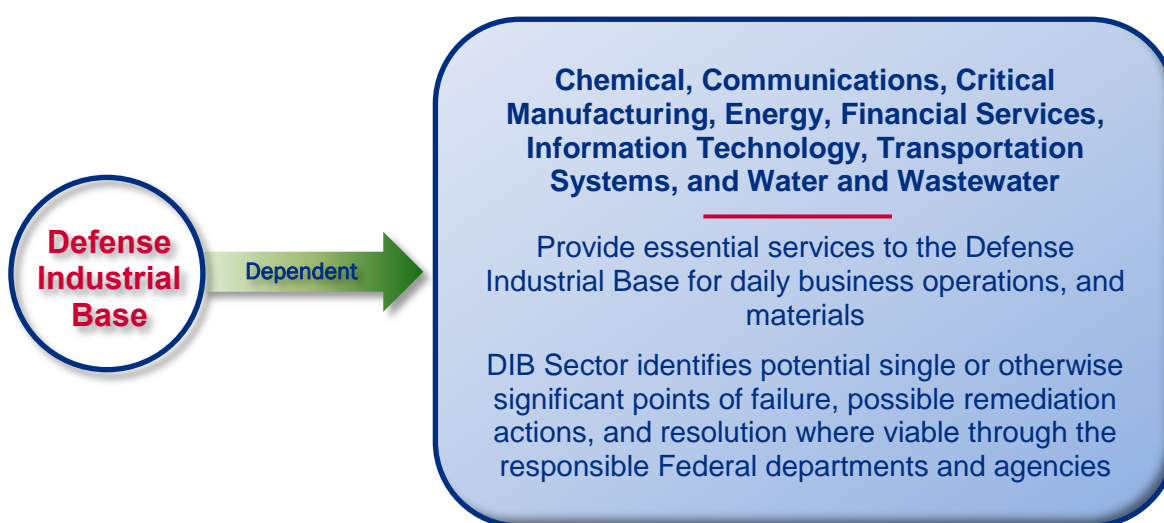 Defense
Industrial
Base
Dependent
Chemical, Communications, Critical
Manufacturing, Energy, Financial Services,
Information Technology, Transportation
Systems, and Water and Wastewater
Provide essential services to the Defense
Industrial Base for daily business operations, and
materials
DIB Sector identifies potential single or otherwise
significant points of failure, possible remediation
actions, and resolution where viable through the
responsible Federal departments and agencies